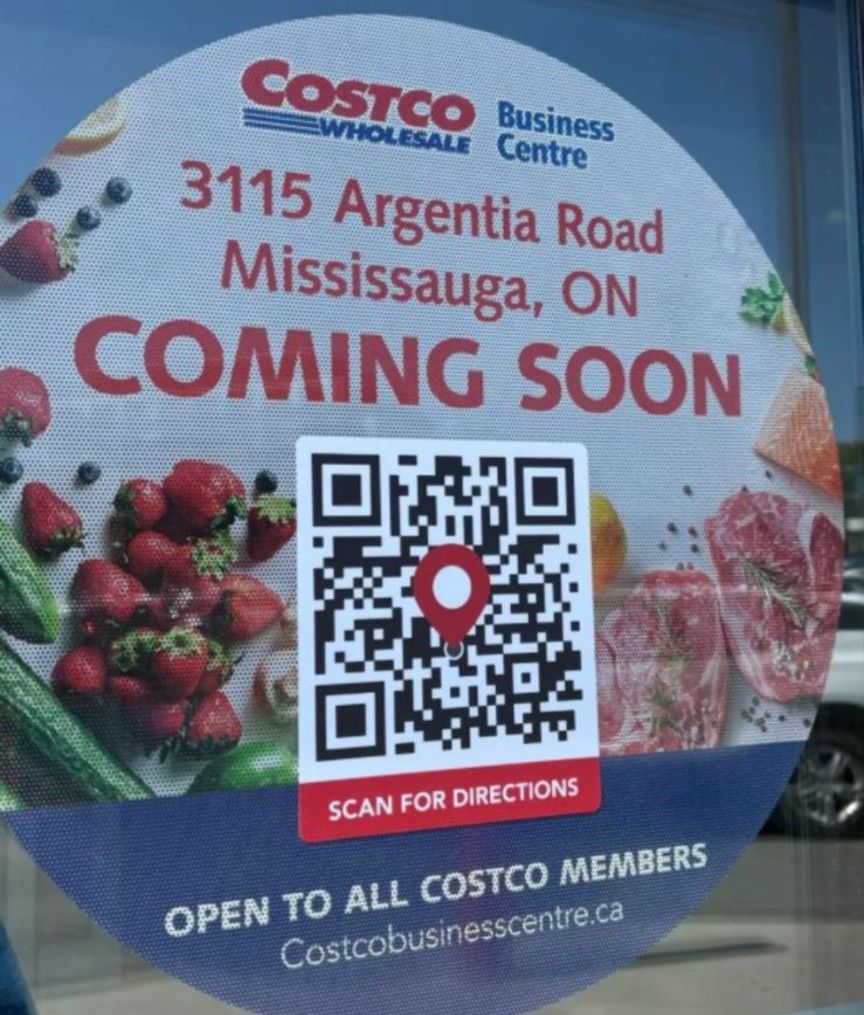 COSTCO
WHOLESALE
Business
Centre
3115 Argentia Road
Mississauga, ON
COMING SOON
SCAN FOR DIRECTIONS
OPEN TO ALL COSTCO MEMBERS
Costcobusinesscentre.ca